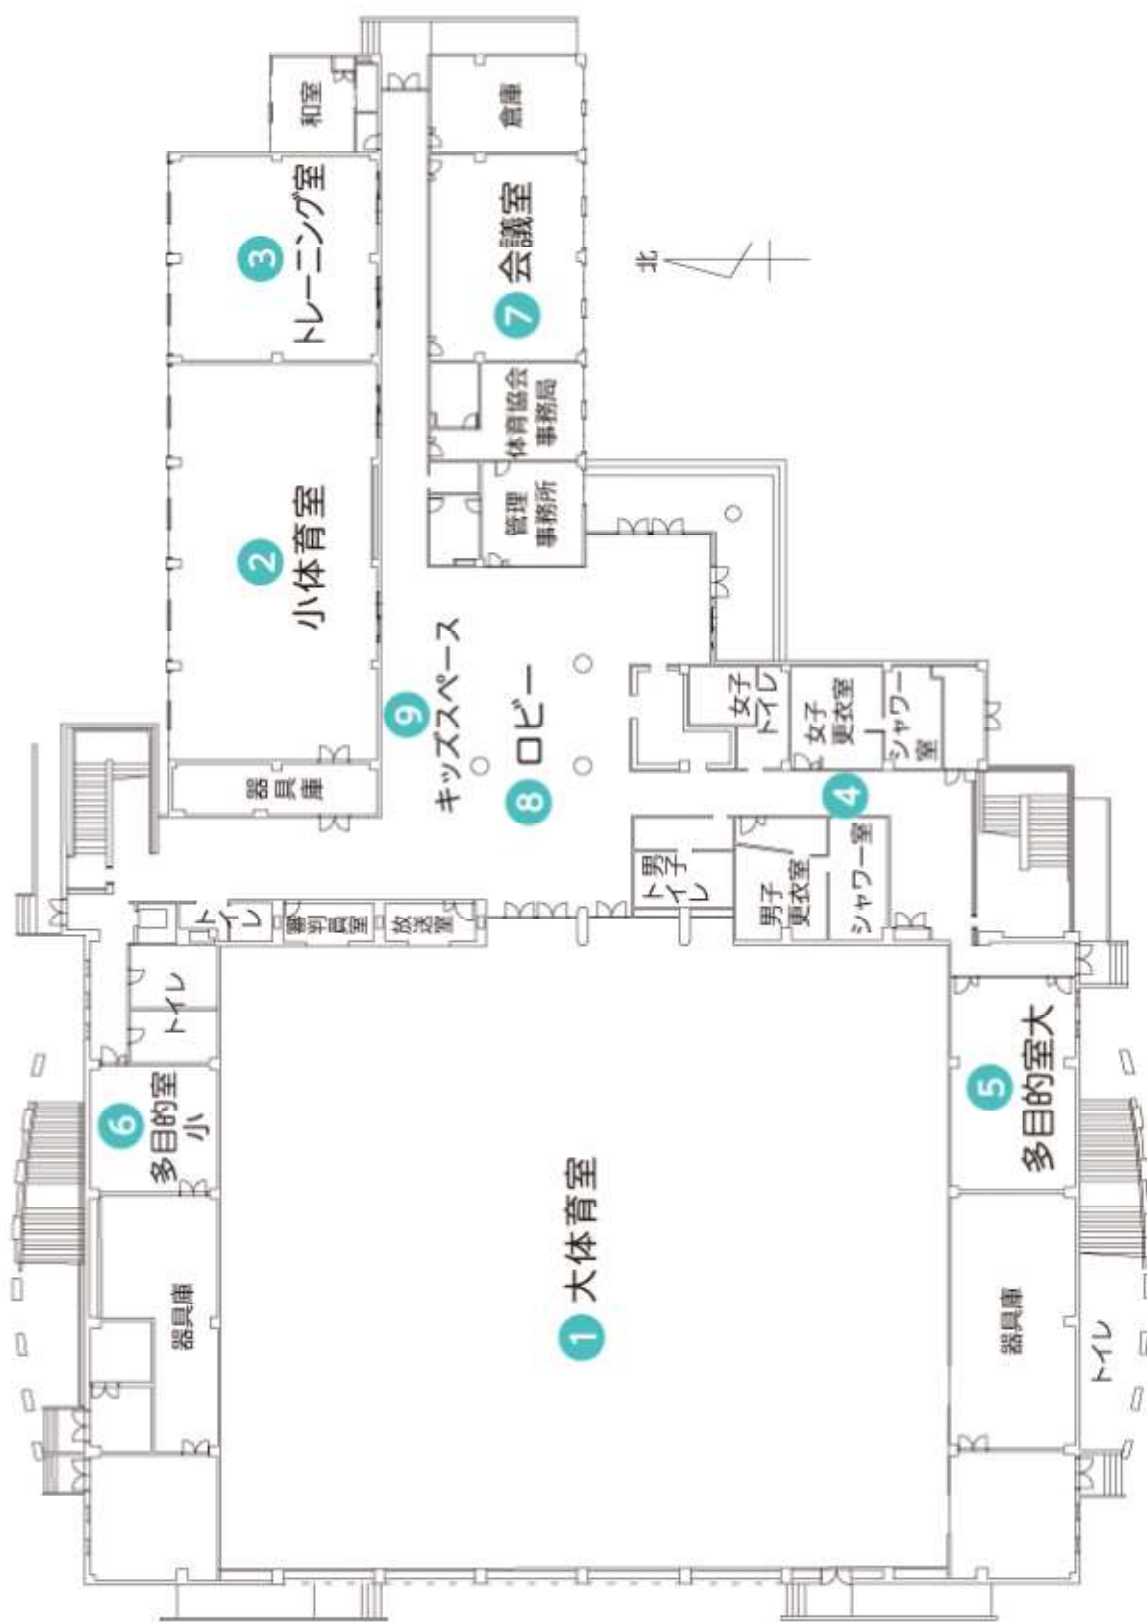 和室
倉庫
3
トレーニング室
7 会議室
北
体育協会
事務局
管理
事務所
2
小体育室
9
キッズスペース
8 ロビー
器具庫
女子
トイレ
女子
更衣室
シャワー
室
4
男子
トイレ
男子
更衣室
シャワー室
トイレ
審判員室
放送室
トイレ
6
多目的室
小
5
多目的室大
1 大体育室
器具庫
器具庫
トイレ